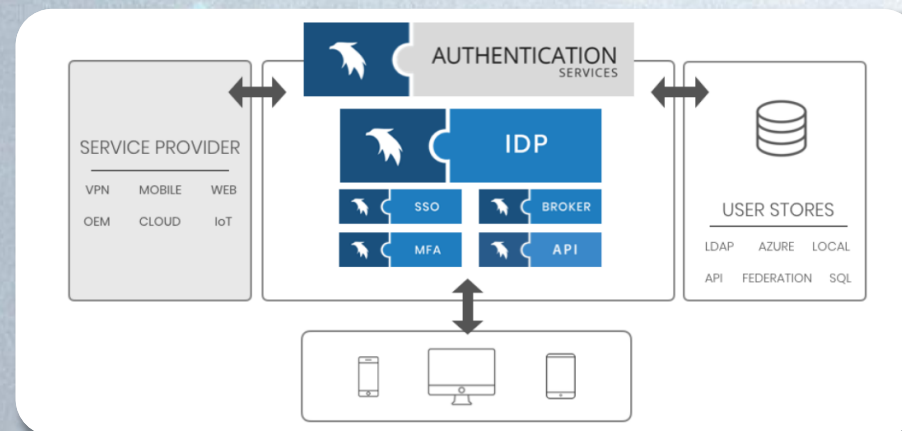 AUTHENTICATION
SERVICES
IDP
SSO
BROKER
MFA
API
SERVICE PROVIDER
VPN MOBILE WEB
OEM CLOUD IoT
USER STORES
LDAP AZURE LOCAL
API FEDERATION SQL